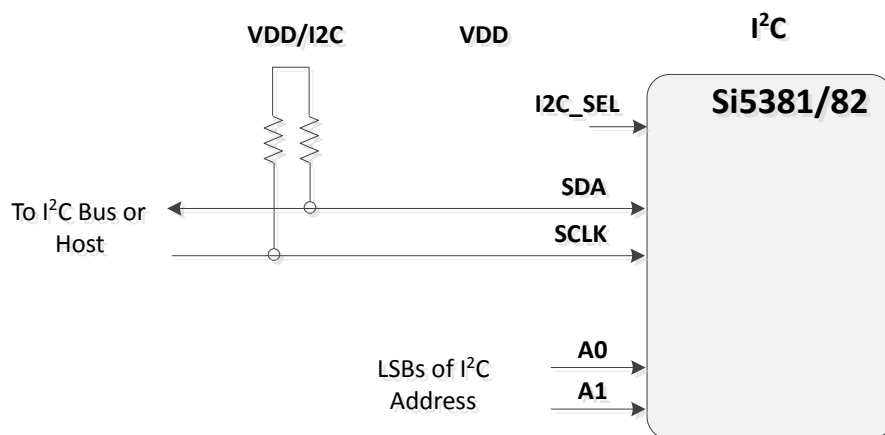 VDD/I2C
VDD
I²C
Si5381/82
I2C_SEL
SDA
To I²C Bus or
Host
SCLK
A0
LSBs of I²C
Address
A1